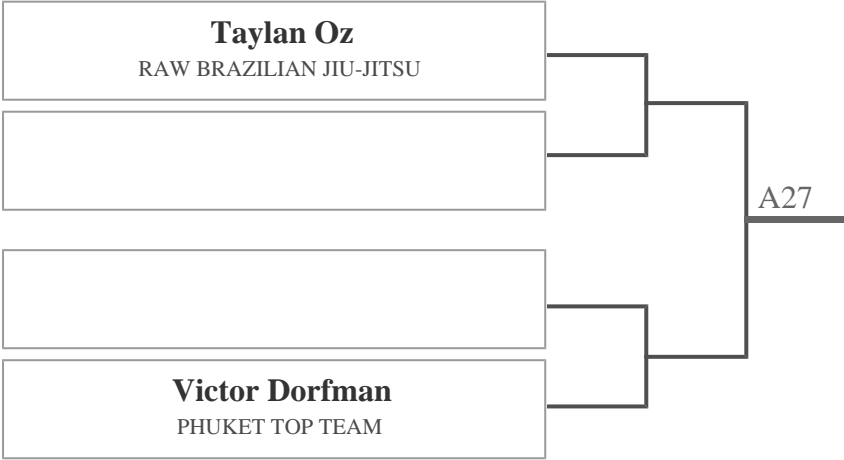 Taylan Oz
RAW BRAZILIAN JIU-JITSU
A27
Victor Dorfman
PHUKET TOP TEAM